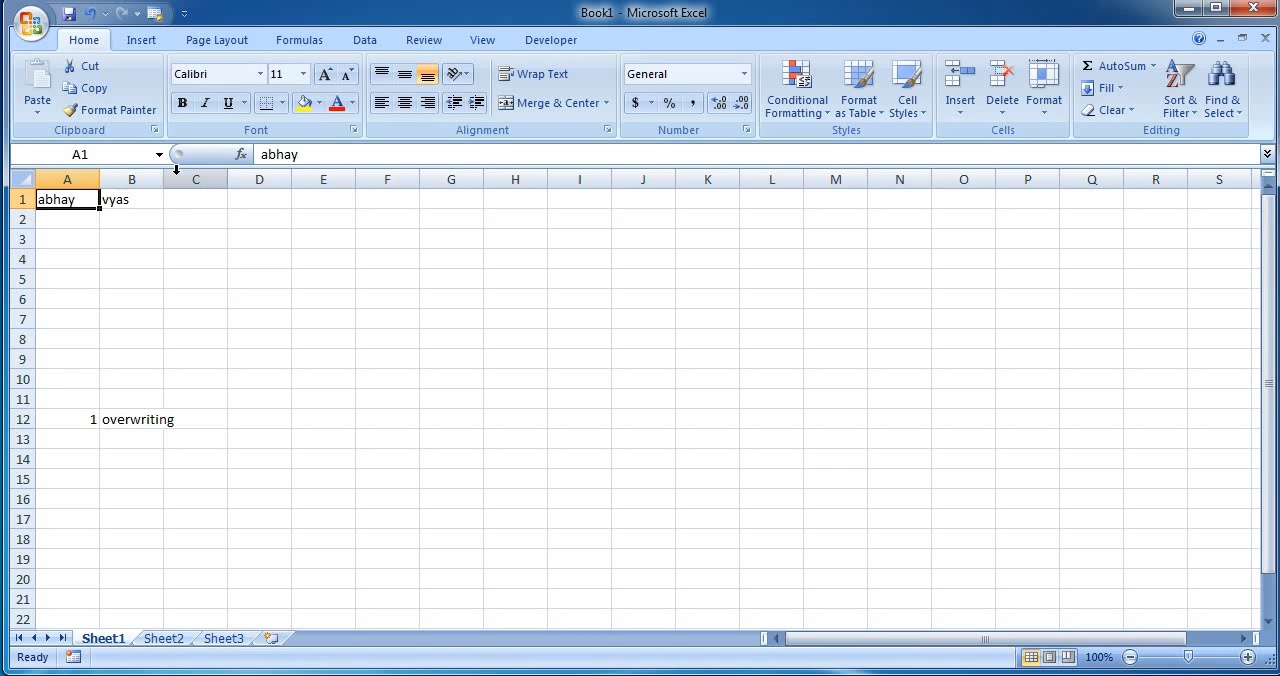 Book1 - Microsoft Excel
Home Insert Page Layout Formulas Data Review View Developer
Paste
Cut
Copy
Format Painter
Clipboard
Calibri 11
B I U
Font
Wrap Text
Merge & Center
Alignment
General
$ % ,
Number
Conditional Formatting
Format as Table
Cell Styles
Styles
Insert Delete Format
Cells
Σ AutoSum
Fill
Clear
Sort & Filter
Find & Select
Editing
A1 fx abhay
A B C D E F G H I J K L M N O P Q R S
1 abhay vyas
2
3
4
5
6
7
8
9
10
11
12 1 overwriting
13
14
15
16
17
18
19
20
21
22
Sheet1 Sheet2 Sheet3
Ready 100%